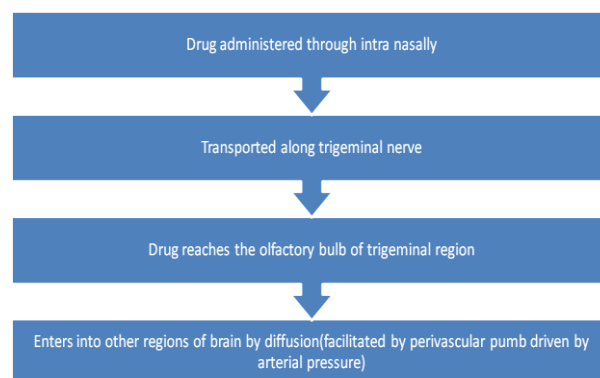 Drug administered through intra nasally
Transported along trigeminal nerve
Drug reaches the olfactory bulb of trigeminal region
Enters into other regions of brain by diffusion(facilitated by perivascular pumb driven by
arterial pressure)